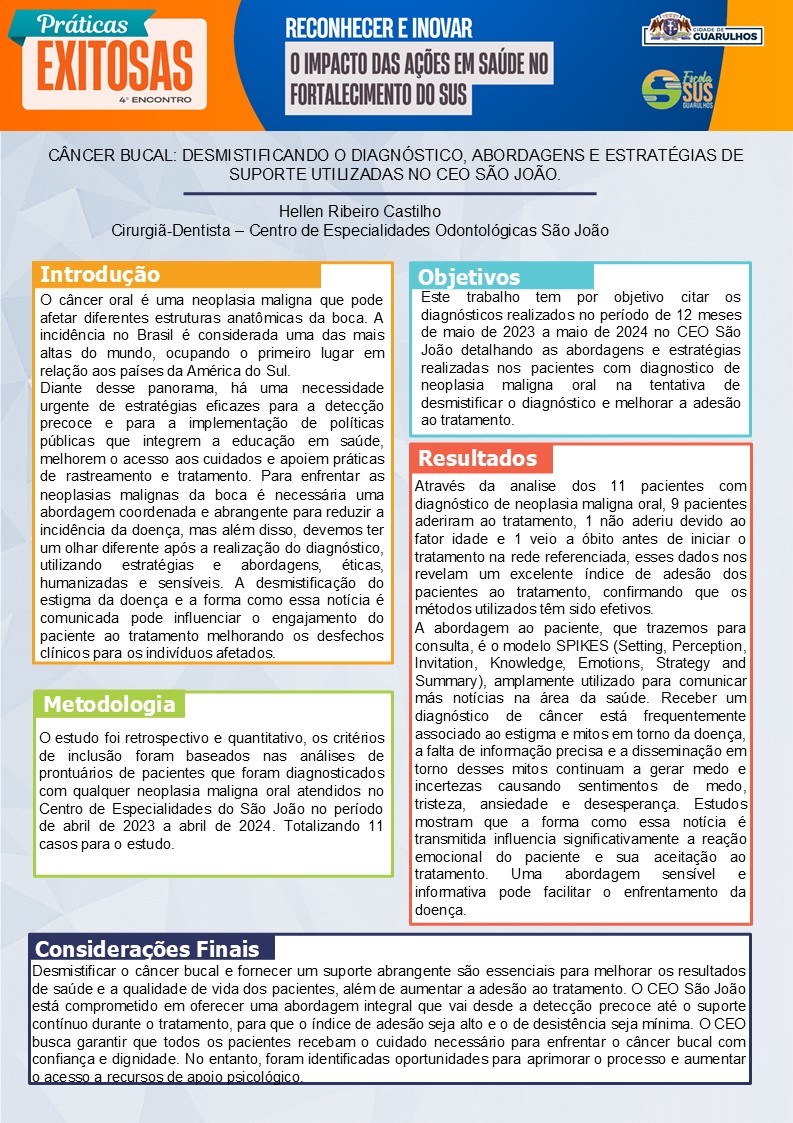 Práticas
EXITOSAS
4º ENCONTRO
RECONHECER E INOVAR
O IMPACTO DAS AÇÕES EM SAÚDE NO
FORTALECIMENTO DO SUS
CIDADE DE
GUARULHOS
Escola
SUS
GUARULHOS
CÂNCER BUCAL: DESMISTIFICANDO O DIAGNÓSTICO, ABORDAGENS E ESTRATÉGIAS DE
SUPORTE UTILIZADAS NO CEO SÃO JOÃO.
Hellen Ribeiro Castilho
Cirurgiã-Dentista – Centro de Especialidades Odontológicas São João
Introdução
O câncer oral é uma neoplasia maligna que pode
afetar diferentes estruturas anatômicas da boca. A
incidência no Brasil é considerada uma das mais
altas do mundo, ocupando o primeiro lugar em
relação aos países da América do Sul.
Diante desse panorama, há uma necessidade
urgente de estratégias eficazes para a detecção
precoce e para a implementação de políticas
públicas que integrem a educação em saúde,
melhorem o acesso aos cuidados e apoiem práticas
de rastreamento e tratamento. Para enfrentar as
neoplasias malignas da boca é necessária uma
abordagem coordenada e abrangente para reduzir a
incidência da doença, mas além disso, devemos ter
um olhar diferente após a realização do diagnóstico,
utilizando estratégias e abordagens, éticas,
humanizadas e sensíveis. A desmistificação do
estigma da doença e a forma como essa notícia é
comunicada pode influenciar o engajamento do
paciente ao tratamento melhorando os desfechos
clínicos para os indivíduos afetados.
Metodologia
O estudo foi retrospectivo e quantitativo, os critérios
de inclusão foram baseados nas análises de
prontuários de pacientes que foram diagnosticados
com qualquer neoplasia maligna oral atendidos no
Centro de Especialidades do São João no período
de abril de 2023 a abril de 2024. Totalizando 11
casos para o estudo.
Objetivos
Este trabalho tem por objetivo citar os
diagnósticos realizados no período de 12 meses
de maio de 2023 a maio de 2024 no CEO São
João detalhando as abordagens e estratégias
realizadas nos pacientes com diagnostico de
neoplasia maligna oral na tentativa de
desmistificar o diagnóstico e melhorar a adesão
ao tratamento.
Resultados
Através da analise dos 11 pacientes com
diagnóstico de neoplasia maligna oral, 9 pacientes
aderiram ao tratamento, 1 não aderiu devido ao
fator idade e 1 veio a óbito antes de iniciar o
tratamento na rede referenciada, esses dados nos
revelam um excelente índice de adesão dos
pacientes ao tratamento, confirmando que os
métodos utilizados têm sido efetivos.
A abordagem ao paciente, que trazemos para
consulta, é o modelo SPIKES (Setting, Perception,
Invitation, Knowledge, Emotions, Strategy and
Summary), amplamente utilizado para comunicar
más notícias na área da saúde. Receber um
diagnóstico de câncer está frequentemente
associado ao estigma e mitos em torno da doença,
a falta de informação precisa e a disseminação em
torno desses mitos continuam a gerar medo e
incertezas causando sentimentos de medo,
tristeza, ansiedade e desesperança. Estudos
mostram que a forma como essa notícia é
transmitida influencia significativamente a reação
emocional do paciente e sua aceitação ao
tratamento. Uma abordagem sensível e
informativa pode facilitar o enfrentamento da
doença.
Considerações Finais
Desmistificar o câncer bucal e fornecer um suporte abrangente são essenciais para melhorar os resultados
de saúde e a qualidade de vida dos pacientes, além de aumentar a adesão ao tratamento. O CEO São João
está comprometido em oferecer uma abordagem integral que vai desde a detecção precoce até o suporte
contínuo durante o tratamento, para que o índice de adesão seja alto e o de desistência seja mínima. O CEO
busca garantir que todos os pacientes recebam o cuidado necessário para enfrentar o câncer bucal com
confiança e dignidade. No entanto, foram identificadas oportunidades para aprimorar o processo e aumentar
o acesso a recursos de apoio psicológico.